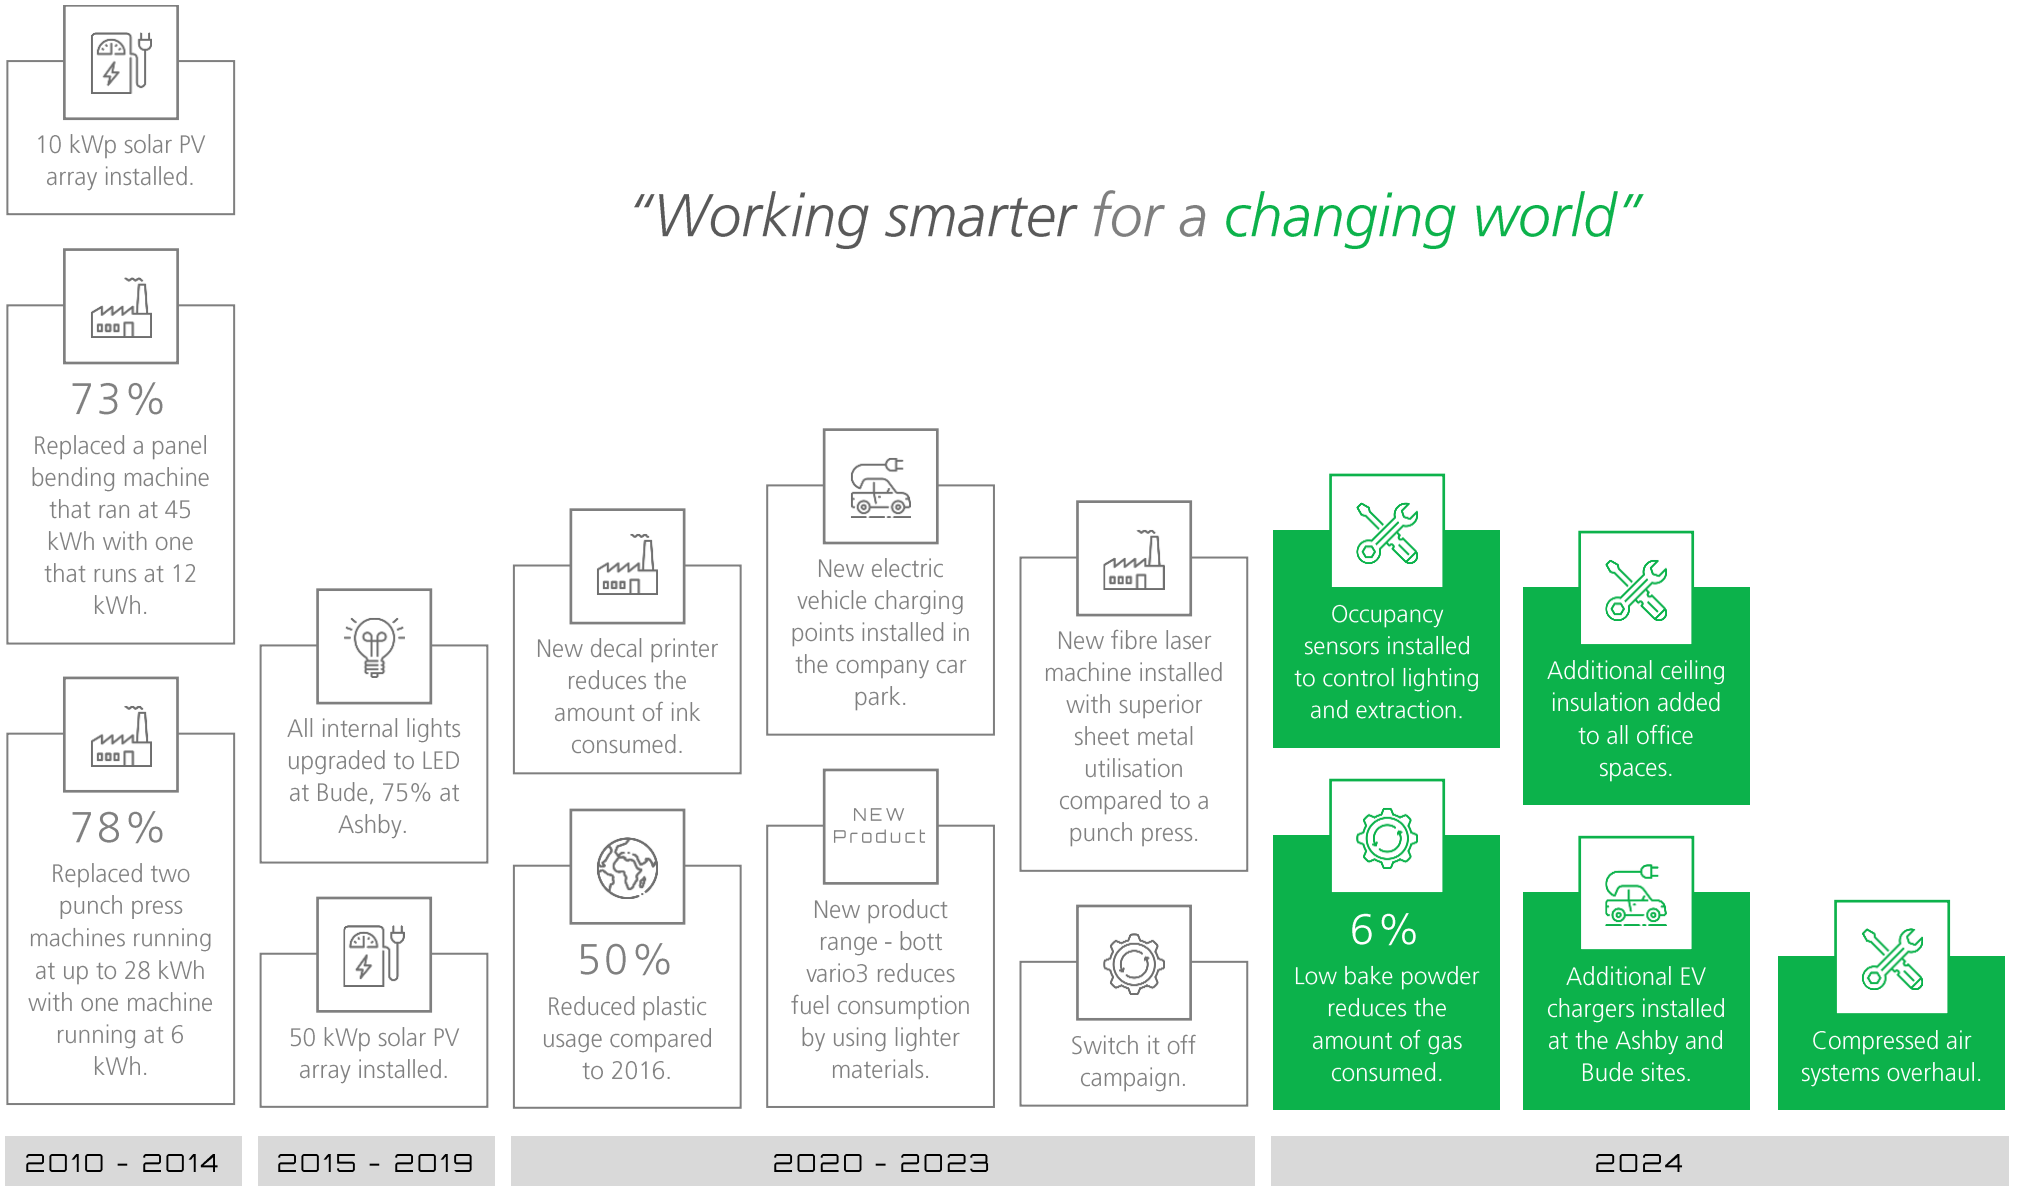 10 kWp solar PV
array installed.
“Working smarter for a changing world”
73%
Replaced a panel
bending machine
that ran at 45
kWh with one
that runs at 12
kWh.
78%
Replaced two
punch press
machines running
at up to 28 kWh
with one machine
running at 6
kWh.
All internal lights
upgraded to LED
at Bude, 75% at
Ashby.
50 kWp solar PV
array installed.
New decal printer
reduces the
amount of ink
consumed.
50%
Reduced plastic
usage compared
to 2016.
New electric
vehicle charging
points installed in
the company car
park.
NEW
Product
New product
range - bott
vario3 reduces
fuel consumption
by using lighter
materials.
New fibre laser
machine installed
with superior
sheet metal
utilisation
compared to a
punch press.
Switch it off
campaign.
Occupancy
sensors installed
to control lighting
and extraction.
6%
Low bake powder
reduces the
amount of gas
consumed.
Additional ceiling
insulation added
to all office
spaces.
Additional EV
chargers installed
at the Ashby and
Bude sites.
Compressed air
systems overhaul.
2010 - 2014
2015 - 2019
2020 - 2023
2024